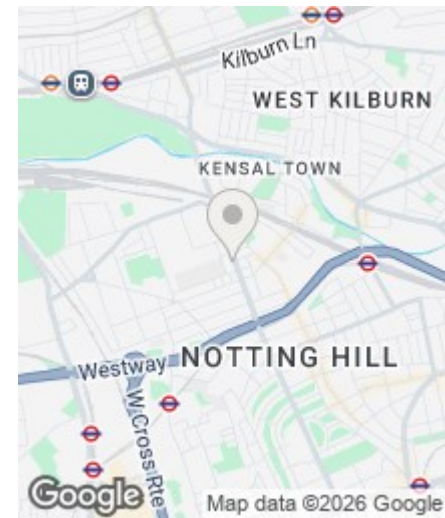 Kilburn Ln
WEST KILBURN
KENSAL TOWN
Westway
NOTTING HILL
W Cross Rte
Google
Map data ©2026 Google